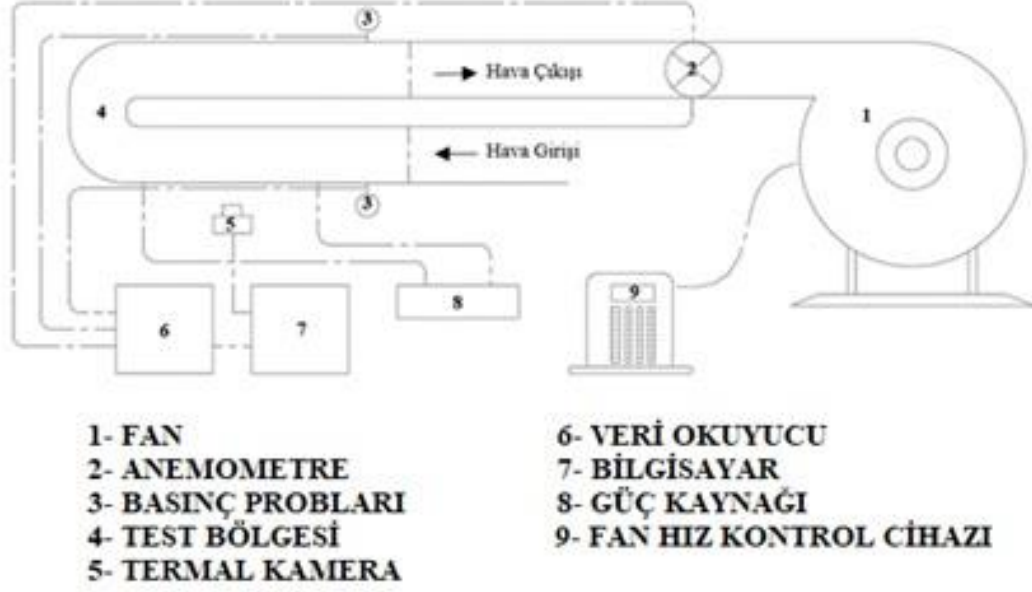 3
Hava Çıkışı
2
4
1
Hava Girişi
3
5
9
8
6
7
1- FAN
2- ANEMOMETRE
3- BASINÇ PROBLARI
4- TEST BÖLGESİ
5- TERMAL KAMERA
6- VERİ OKUYUCU
7- BİLGİSAYAR
8- GÜÇ KAYNAĞI
9- FAN HIZ KONTROL CİHAZI